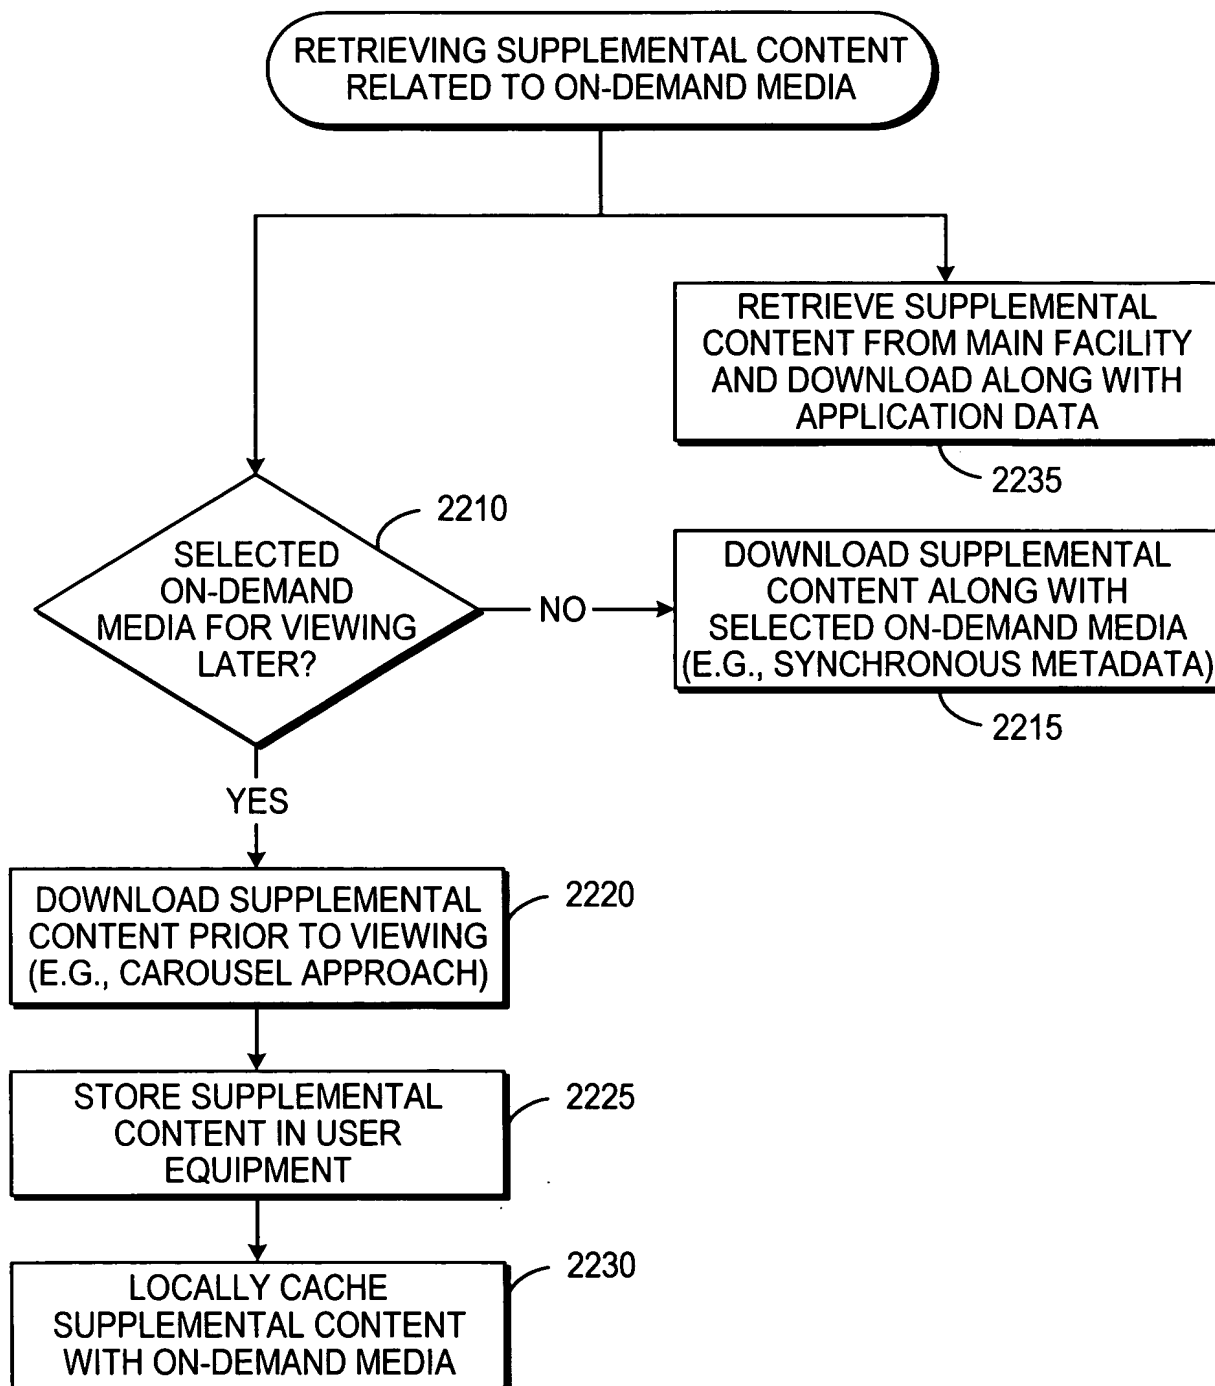 RETRIEVING SUPPLEMENTAL CONTENT
RELATED TO ON-DEMAND MEDIA
RETRIEVE SUPPLEMENTAL
CONTENT FROM MAIN FACILITY
AND DOWNLOAD ALONG WITH
APPLICATION DATA
2235
2210
SELECTED
ON-DEMAND
MEDIA FOR VIEWING
LATER?
NO
DOWNLOAD SUPPLEMENTAL
CONTENT ALONG WITH
SELECTED ON-DEMAND MEDIA
(E.G., SYNCHRONOUS METADATA)
2215
YES
DOWNLOAD SUPPLEMENTAL
CONTENT PRIOR TO VIEWING
(E.G., CAROUSEL APPROACH)
2220
STORE SUPPLEMENTAL
CONTENT IN USER
EQUIPMENT
2225
LOCALLY CACHE
SUPPLEMENTAL CONTENT
WITH ON-DEMAND MEDIA
2230